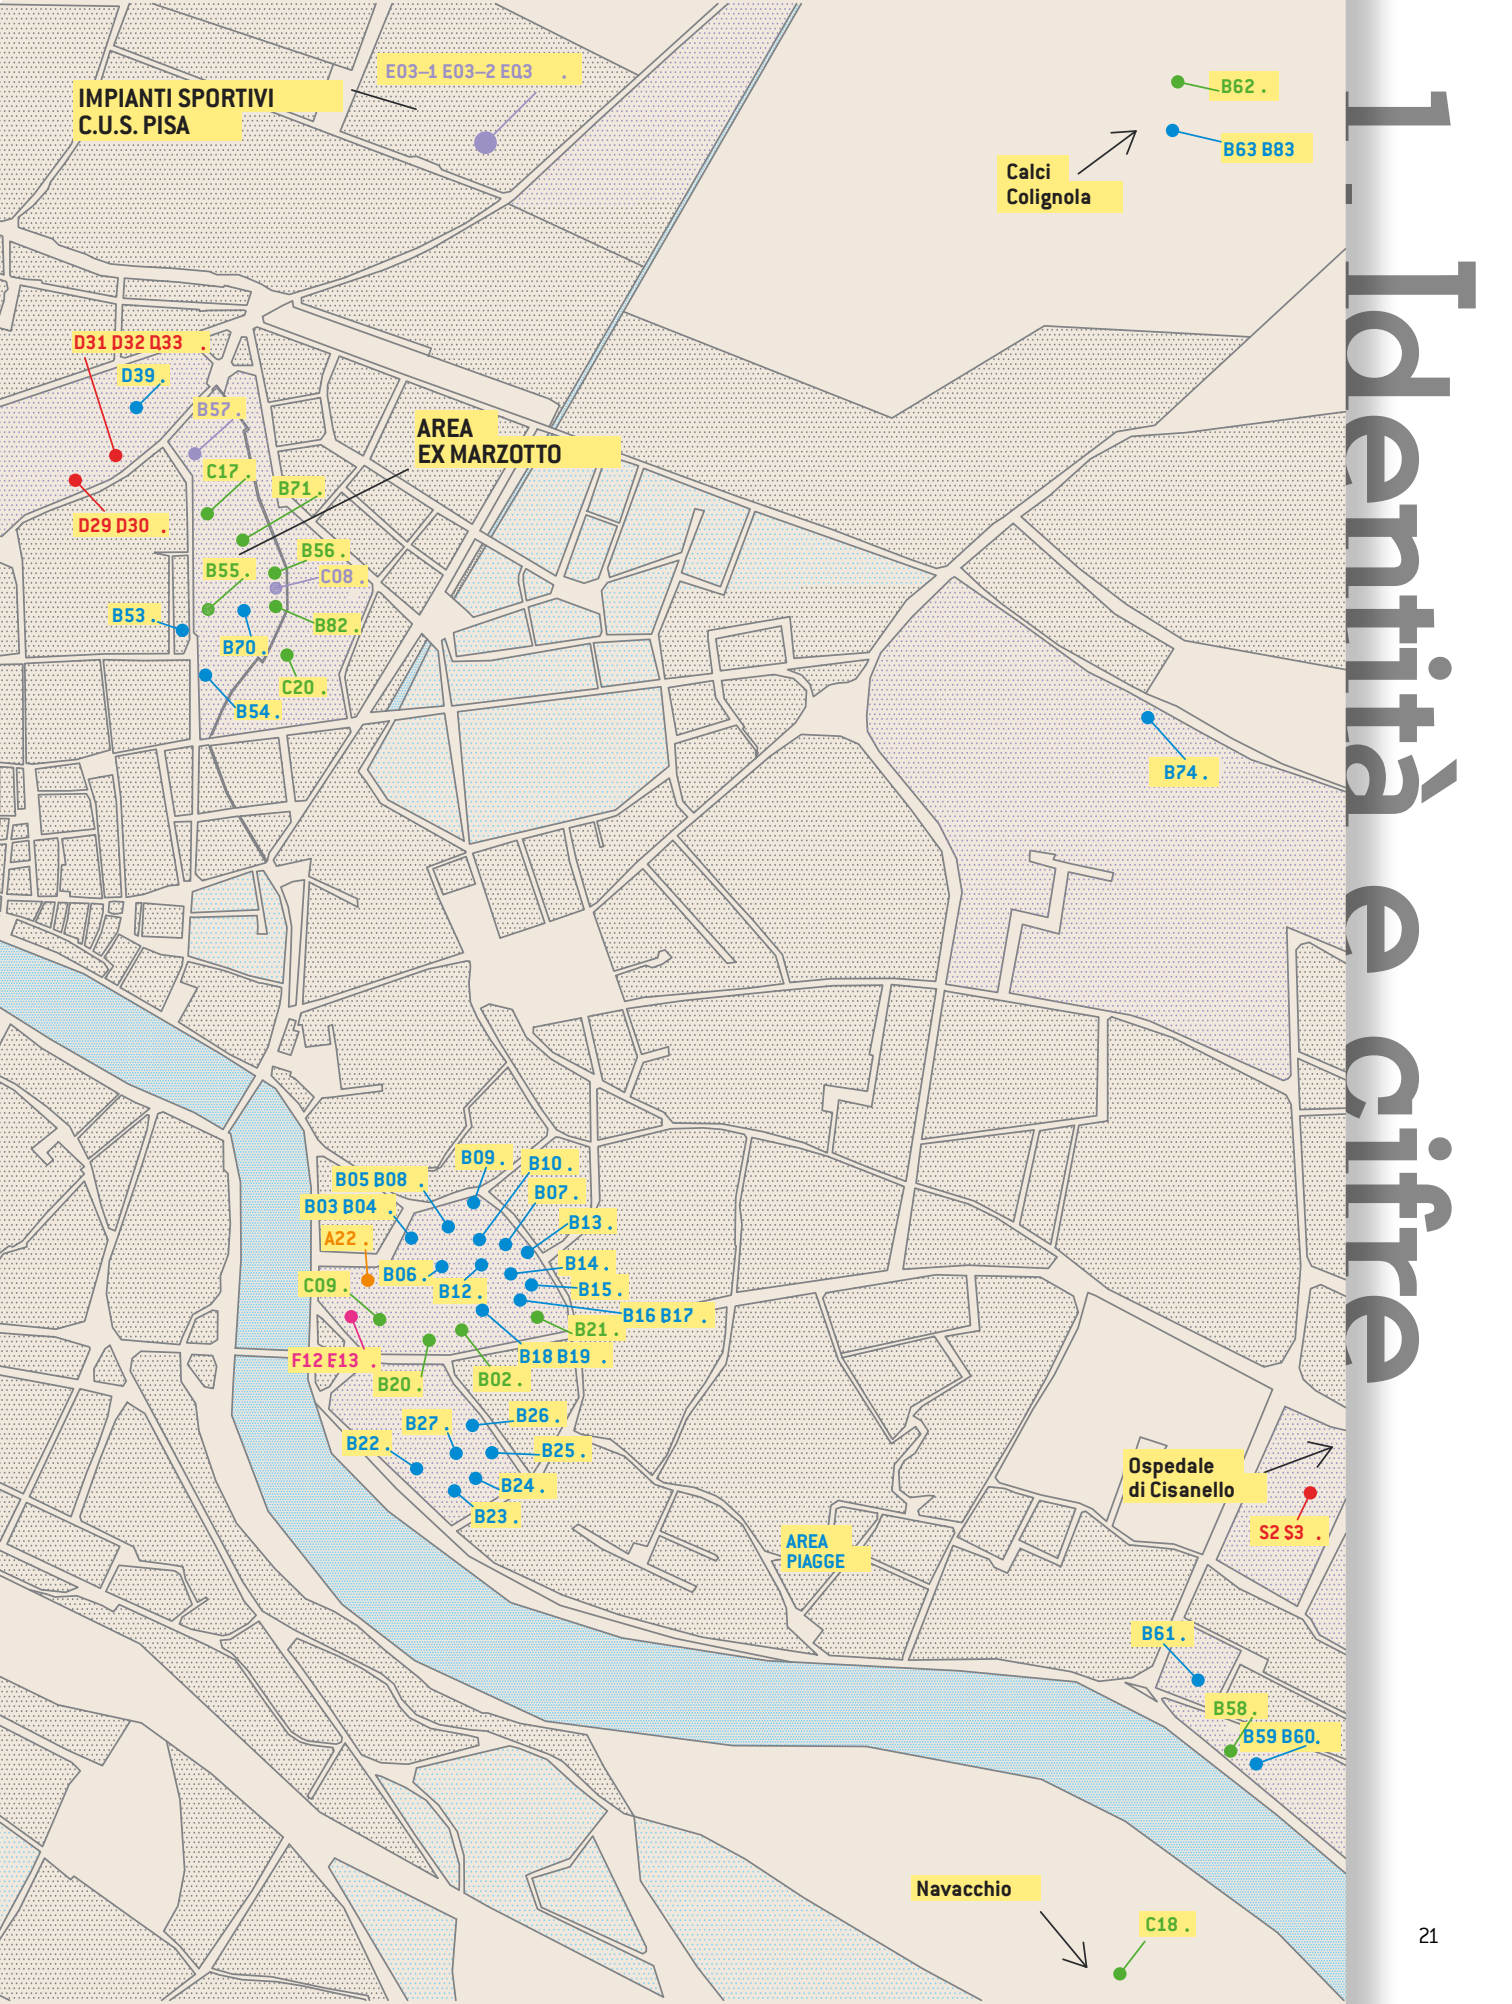 E03–1 E03–2 E03 .
IMPIANTI SPORTIVI
C.U.S. PISA
B62 .
B63 B83
Calci
Colignola
D31 D32 D33 .
D39 .
B57 .
AREA
EX MARZOTTO
C17 .
B71 .
D29 D30 .
B56 .
B55 .
C08 .
B53 .
B82 .
B70 .
C20 .
B54 .
B74 .
B09 .
B10 .
B05 B08 .
B07 .
B03 B04 .
B13 .
A22 .
B14 .
B06 .
C09 .
B12 .
B15 .
B16 B17 .
B21 .
F12 F13 .
B18 B19 .
B20 .
B02 .
B26 .
B27 .
B22 .
B25 .
B24 .
B23 .
Ospedale
di Cisanello
S2 S3 .
AREA
PIAGGE
B61 .
B58 .
B59 B60.
Navacchio
C18 .
1 - Identità e cifre
21